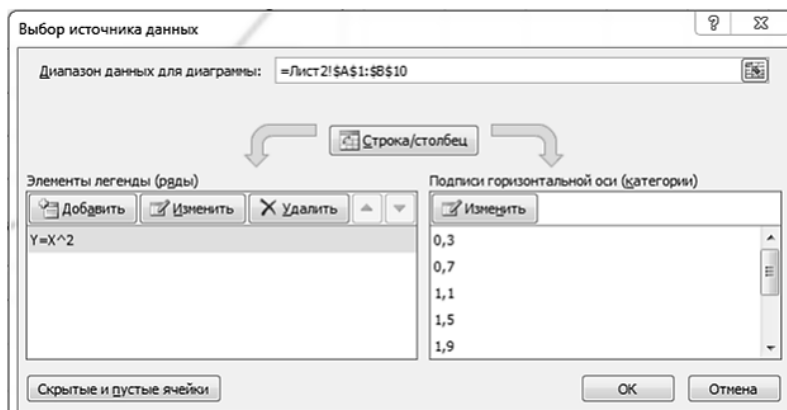 Выбор источника данных
Диапазон данных для диаграммы: =Лист2!$A$1:$B$10
Строка/столбец
Элементы легенды (ряды)
Добавить Изменить Удалить
Y=X^2
Подписи горизонтальной оси (категории)
Изменить
0,3
0,7
1,1
1,5
1,9
Скрытые и пустые ячейки
ОК Отмена